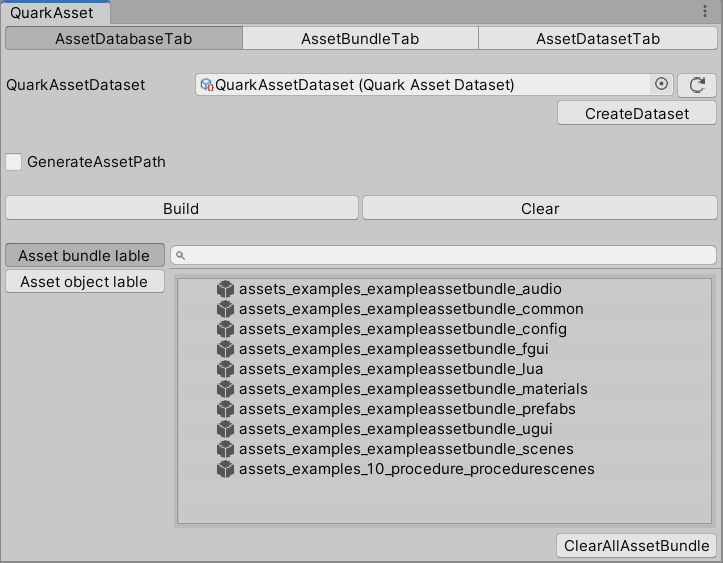 QuarkAsset
AssetDatabaseTab AssetBundleTab AssetDatasetTab
QuarkAssetDataset QuarkAssetDataset (Quark Asset Dataset)
CreateDataset
GenerateAssetPath
Build Clear
Asset bundle lable
Asset object lable
assets_examples_exampleassetbundle_audio
assets_examples_exampleassetbundle_common
assets_examples_exampleassetbundle_config
assets_examples_exampleassetbundle_fgui
assets_examples_exampleassetbundle_lua
assets_examples_exampleassetbundle_materials
assets_examples_exampleassetbundle_prefabs
assets_examples_exampleassetbundle_ugui
assets_examples_exampleassetbundle_scenes
assets_examples_10_procedure_procedurescenes
ClearAllAssetBundle